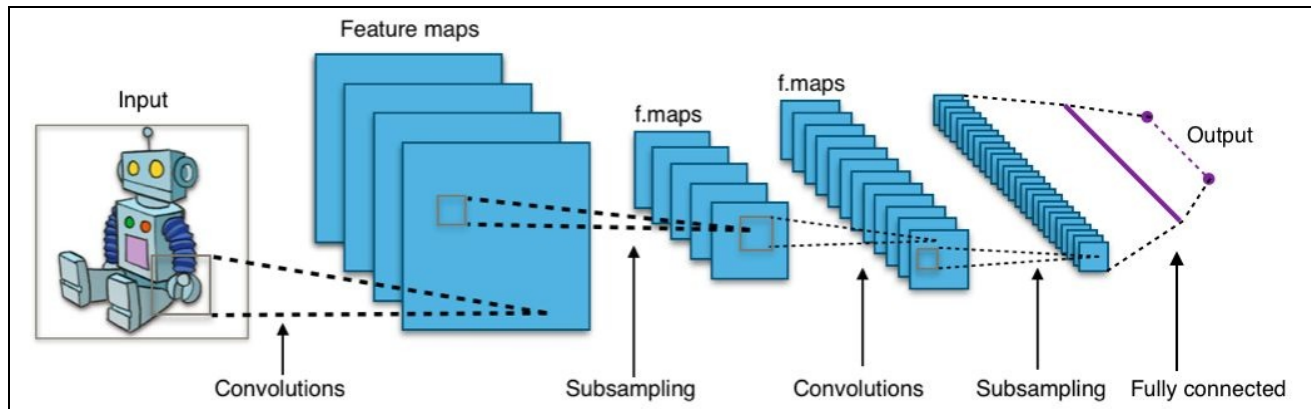 Feature maps
Input
f.maps
f.maps
Output
Convolutions
Subsampling
Convolutions
Subsampling
Fully connected